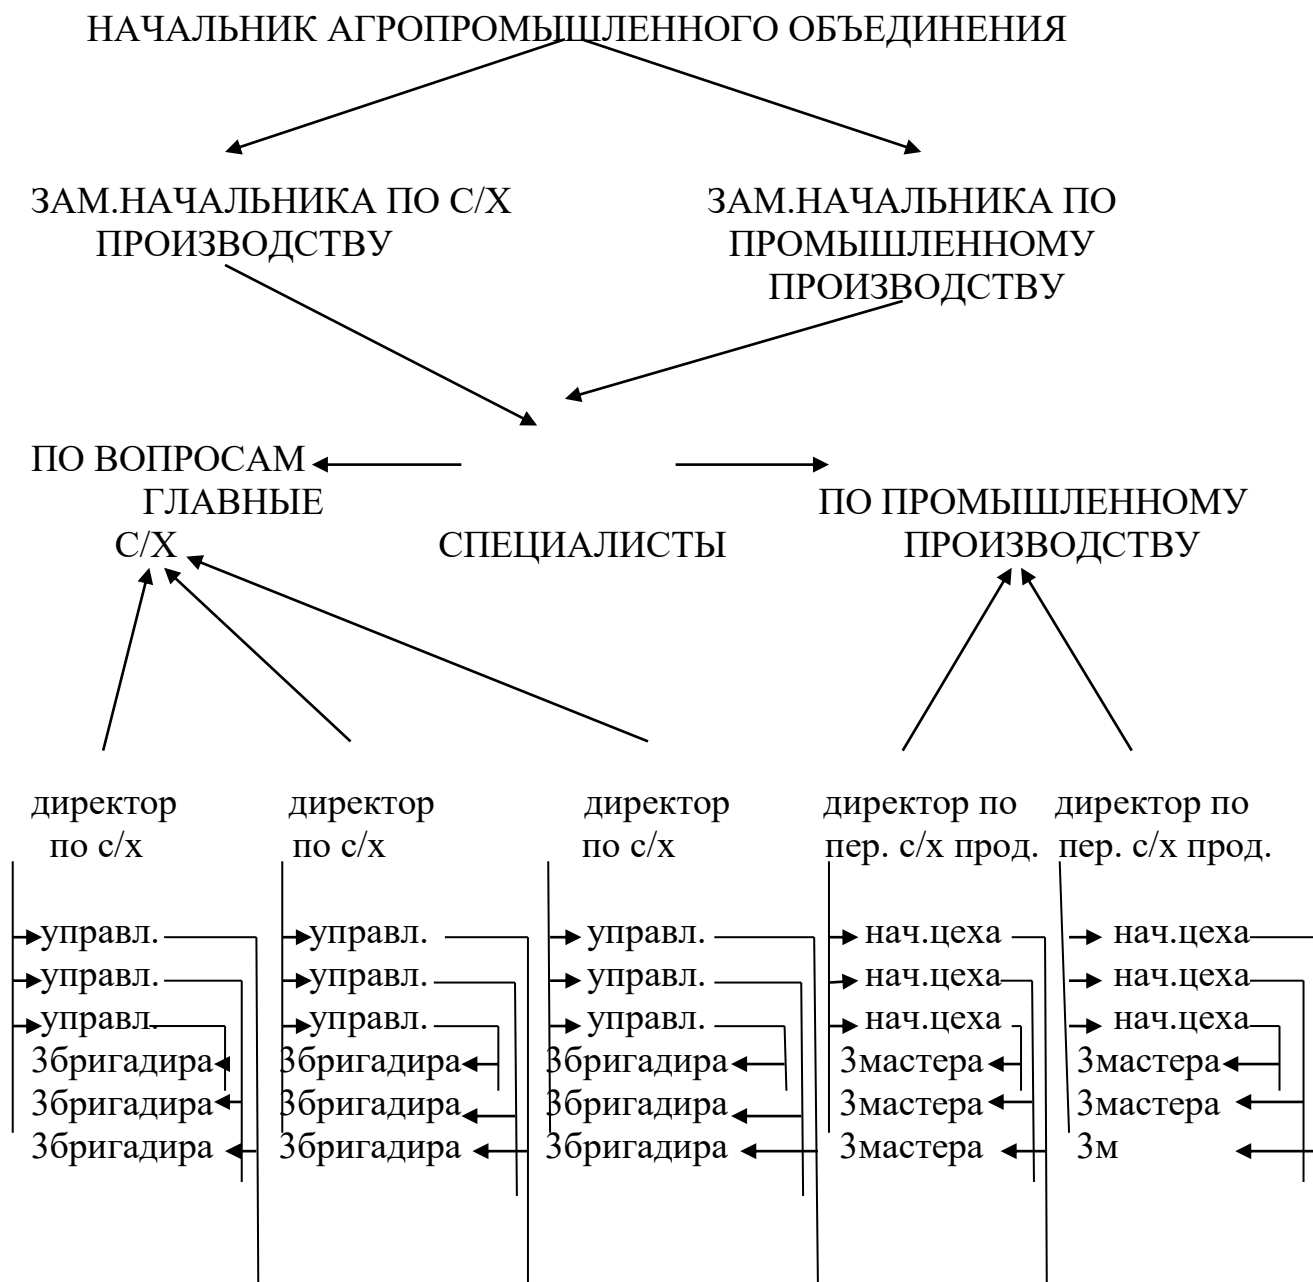 НАЧАЛЬНИК АГРОПРОМЫШЛЕННОГО ОБЪЕДИНЕНИЯ
ЗАМ.НАЧАЛЬНИКА ПО С/Х ЗАМ.НАЧАЛЬНИКА ПО
ПРОИЗВОДСТВУ ПРОМЫШЛЕННОМУ
ПРОИЗВОДСТВУ
ПО ВОПРОСАМ
ГЛАВНЫЕ ПО ПРОМЫШЛЕННОМУ
С/Х СПЕЦИАЛИСТЫ ПРОИЗВОДСТВУ
директор директор директор директор по директор по
по с/х по с/х по с/х пер. с/х прод. пер. с/х прод.
управл. управл. управл. нач.цеха нач.цеха
управл. управл. управл. нач.цеха нач.цеха
управл. управл. управл. нач.цеха нач.цеха
3бригадира 3бригадира 3бригадира 3мастера 3мастера
3бригадира 3бригадира 3бригадира 3мастера 3мастера
3бригадира 3бригадира 3бригадира 3мастера 3м